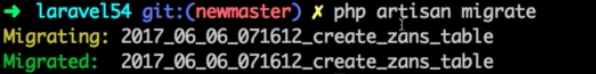 ➜ laravel54 git:(newmaster) ✗ php artisan migrate
Migrating: 2017_06_06_071612_create_zans_table
Migrated: 2017_06_06_071612_create_zans_table